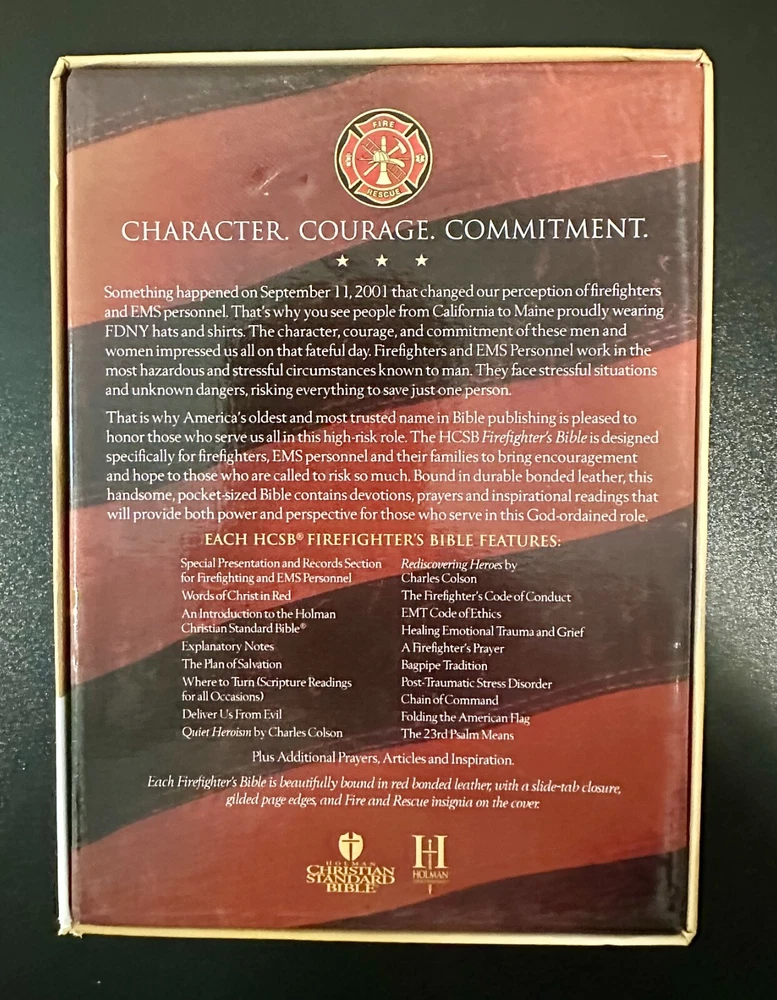 FIRE
RESCUE
CHARACTER. COURAGE. COMMITMENT.
Something happened on September 11, 2001 that changed our perception of firefighters
and EMS personnel. That's why you see people from California to Maine proudly wearing
FDNY hats and shirts. The character, courage, and commitment of these men and
women impressed us all on that fateful day. Firefighters and EMS Personnel work in the
most hazardous and stressful circumstances known to man. They face stressful situations
and unknown dangers, risking everything to save just one person.
That is why America's oldest and most trusted name in Bible publishing is pleased to
honor those who serve us all in this high-risk role. The HCSB Firefighter's Bible is designed
specifically for firefighters, EMS personnel and their families to bring encouragement
and hope to those who are called to risk so much. Bound in durable bonded leather, this
handsome, pocket-sized Bible contains devotions, prayers and inspirational readings that
will provide both power and perspective for those who serve in this God-ordained role.
EACH HCSB® FIREFIGHTER'S BIBLE FEATURES:
Special Presentation and Records Section
for Firefighting and EMS Personnel
Words of Christ in Red
An Introduction to the Holman
Christian Standard Bible®
Explanatory Notes
The Plan of Salvation
Where to Turn (Scripture Readings
for all Occasions)
Deliver Us From Evil
Quiet Heroism by Charles Colson
Rediscovering Heroes by
Charles Colson
The Firefighter's Code of Conduct
EMT Code of Ethics
Healing Emotional Trauma and Grief
A Firefighter's Prayer
Bagpipe Tradition
Post-Traumatic Stress Disorder
Chain of Command
Folding the American Flag
The 23rd Psalm Means
Plus Additional Prayers, Articles and Inspiration.
Each Firefighter's Bible is beautifully bound in red bonded leather, with a slide-tab closure,
gilded page edges, and Fire and Rescue insignia on the cover.
HOLMAN
CHRISTIAN
STANDARD
BIBLE
H
HOLMAN